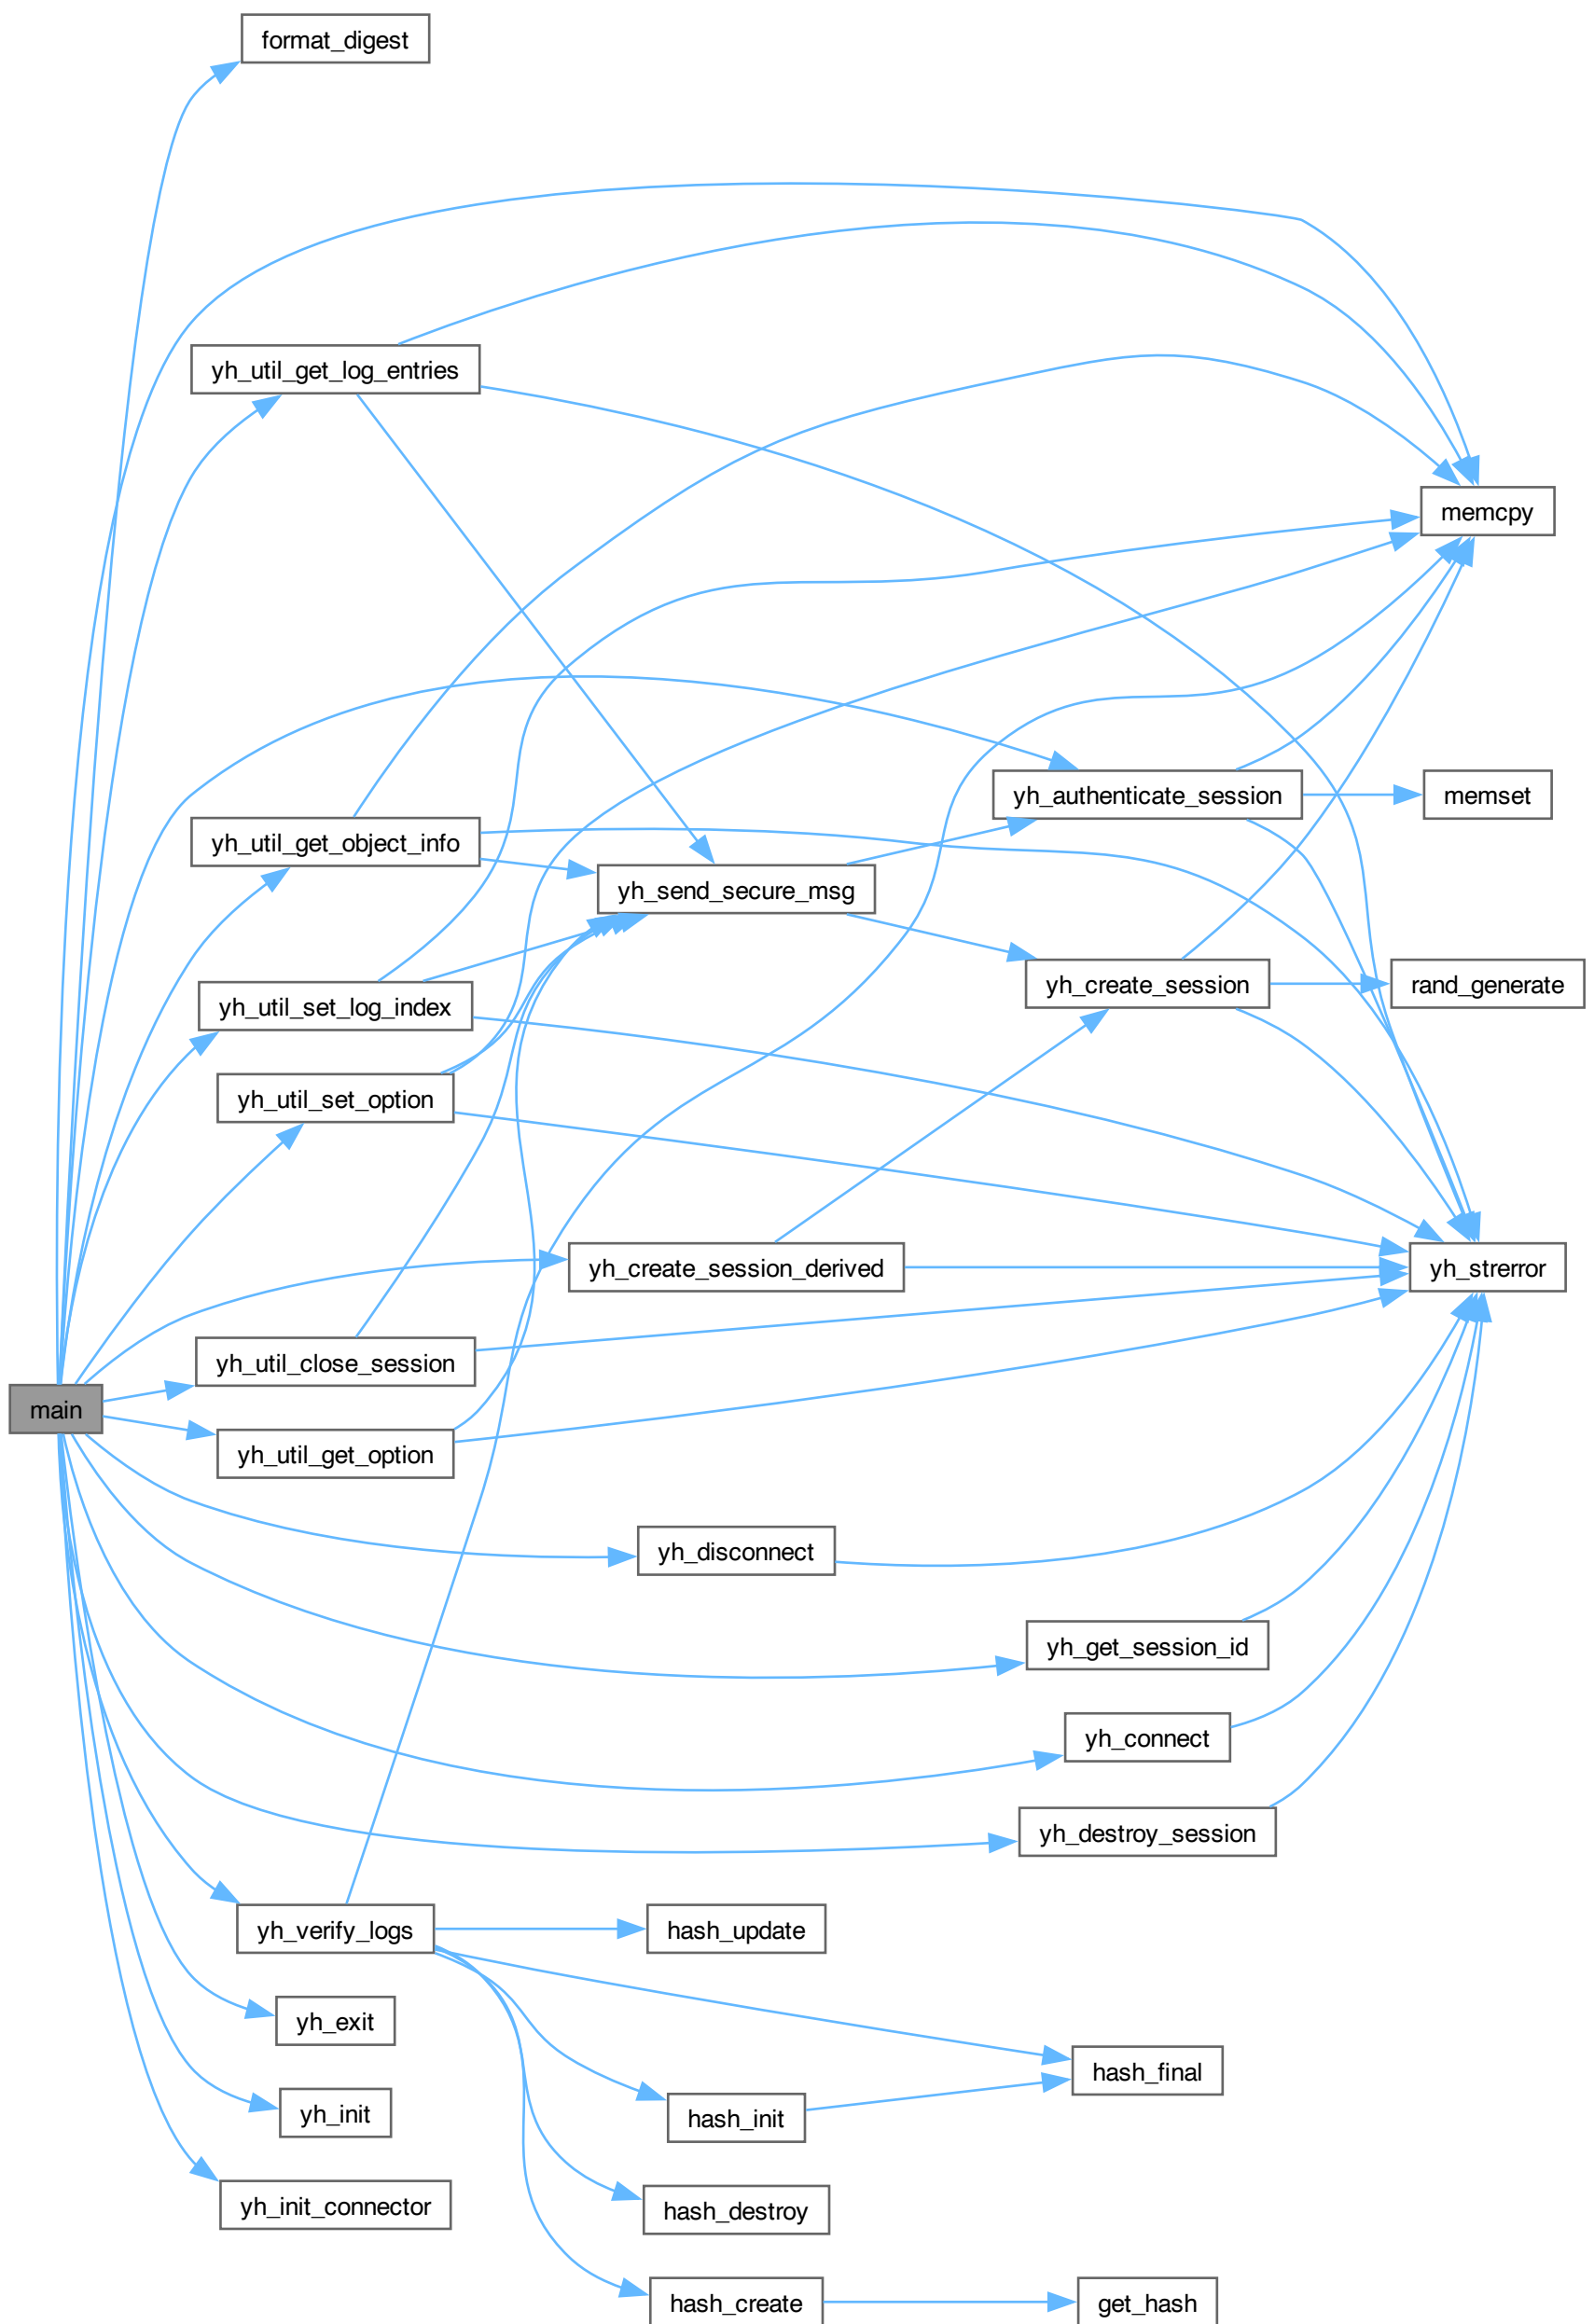 format_digest
yh_util_get_log_entries
memcpy
yh_authenticate_session
memset
yh_util_get_object_info
yh_send_secure_msg
yh_create_session
rand_generate
yh_util_set_log_index
yh_util_set_option
yh_create_session_derived
yh_strerror
yh_util_close_session
main
yh_util_get_option
yh_disconnect
yh_get_session_id
yh_connect
yh_destroy_session
yh_verify_logs
hash_update
yh_exit
hash_final
yh_init
hash_init
yh_init_connector
hash_destroy
hash_create
get_hash